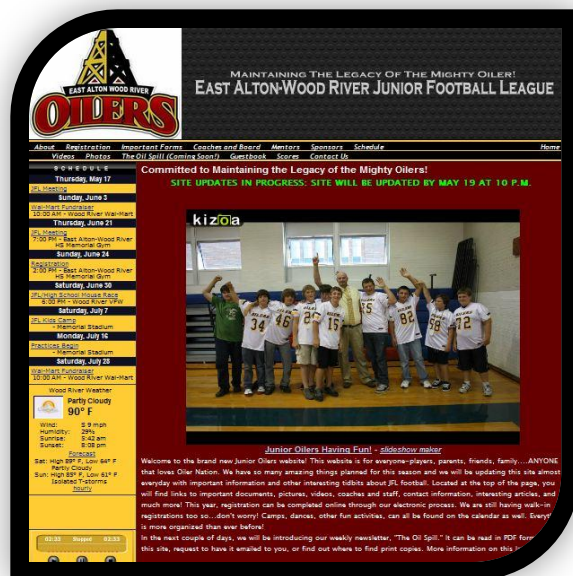 EAST ALTON WOOD RIVER
OILERS
MAINTAINING THE LEGACY OF THE MIGHTY OILER!
EAST ALTON-WOOD RIVER JUNIOR FOOTBALL LEAGUE
About Registration Important Forms Coaches and Board Mentors Sponsors Schedule Home
Videos Photos The Oil Spill (Coming Soon!) Guestbook Scores Contact Us
SCHEDULE
Thursday, May 17
JFL Meeting
Sunday, June 3
Wal-Mart Fundraiser
10:00 AM - Wood River Wal-Mart
Thursday, June 21
JFL Meeting
7:00 PM - East Alton-Wood River
HS Memorial Gym
Sunday, June 24
Registration
2:00 PM - East Alton-Wood River
HS Memorial Gym
Saturday, June 30
JFL/High School Mouse Race
6:00 PM - Wood River VFW
Saturday, July 7
JFL Kids Camp
- Memorial Stadium
Monday, July 16
Practices Begin
- Memorial Stadium
Saturday, July 28
Wal-Mart Fundraiser
10:00 AM - Wood River Wal-Mart
Wood River Weather
Partly Cloudy
90° F
Wind: 5 9 mph
Humidity: 29%
Sunrise: 5:42 am
Sunset: 8:08 pm
Forecast
Sat: High 89° F, Low 64° F
Partly Cloudy
Sun: High 83° F, Low 61° F
Isolated T-storms
hourly
Stopped
Committed to Maintaining the Legacy of the Mighty Oilers!
SITE UPDATES IN PROGRESS: SITE WILL BE UPDATED BY MAY 19 AT 10 P.M.
kizoa
34
46
24
15
82
58
72
Junior Oilers Having Fun! - slideshow maker
Welcome to the brand new Junior Oilers website! This website is for everyone-players, parents, friends, family....ANYONE
that loves Oiler Nation. We have so many amazing things planned for this season and we will be updating this site almost
everyday with important information and other interesting tidbits about JFL football. Located at the top of the page, you
will find links to important documents, pictures, videos, coaches and staff, contact information, interesting articles, and
much more! This year, registration can be completed online through our electronic process. We are still having walk-in
registrations too so...don't worry! Camps, dances, other fun activities, can all be found on the calendar as well. Everyth
is more organized than ever before!
In the next couple of days, we will be introducing our weekly newsletter, "The Oil Spill." It can be read in PDF form
this site, request to have it emailed to you, or find out where to find print copies. More information on this